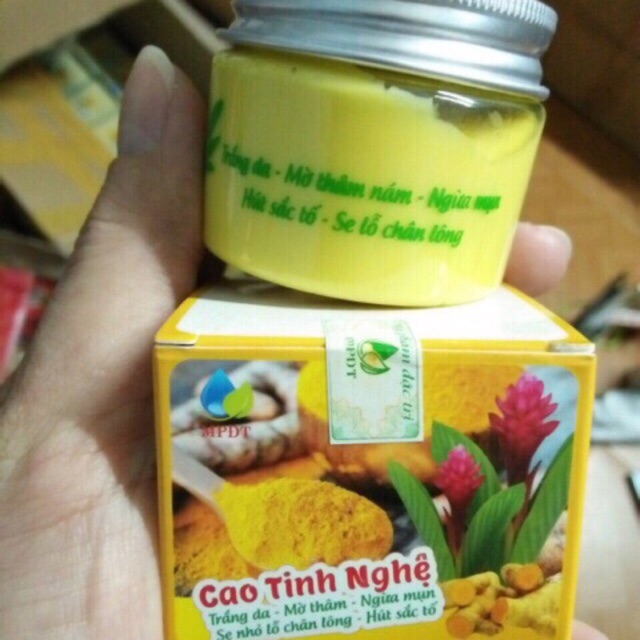 Trắng da - Mờ thâm nám - Ngừa mụn
Hút sắc tố - Se lỗ chân lông
MPDT
MPDT
Cao Tinh Nghệ
Trắng da - Mờ thâm - Ngừa mụn
Se nhỏ lỗ chân lông - Hút sắc tố